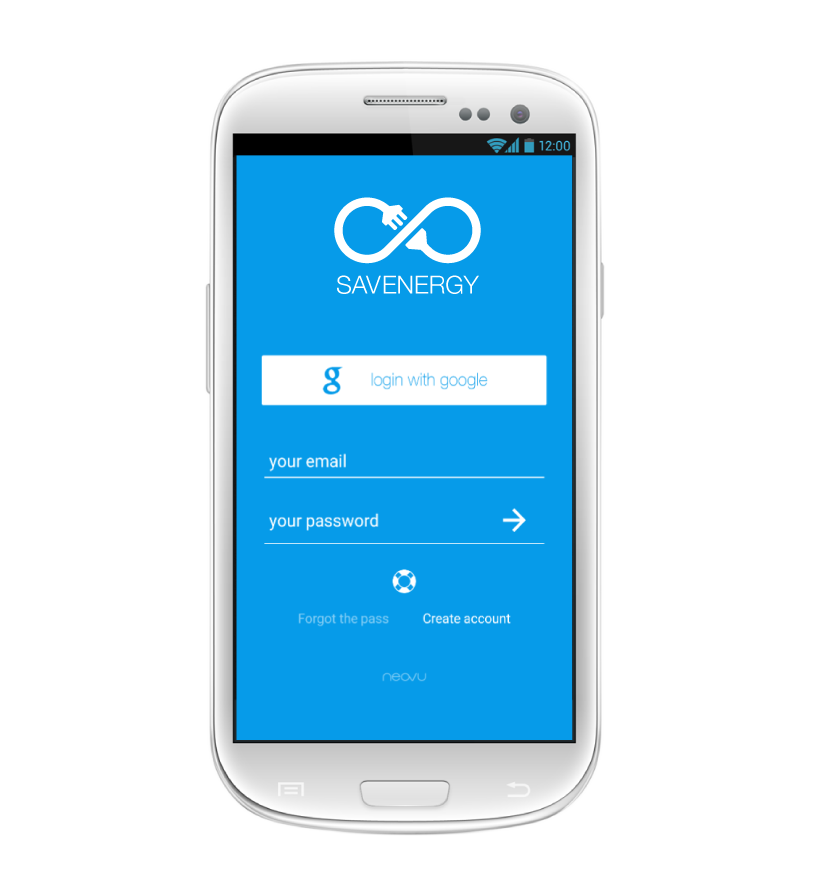 12:00
SAVENERGY
g login with google
your email
your password
Forgot the pass Create account
neovu